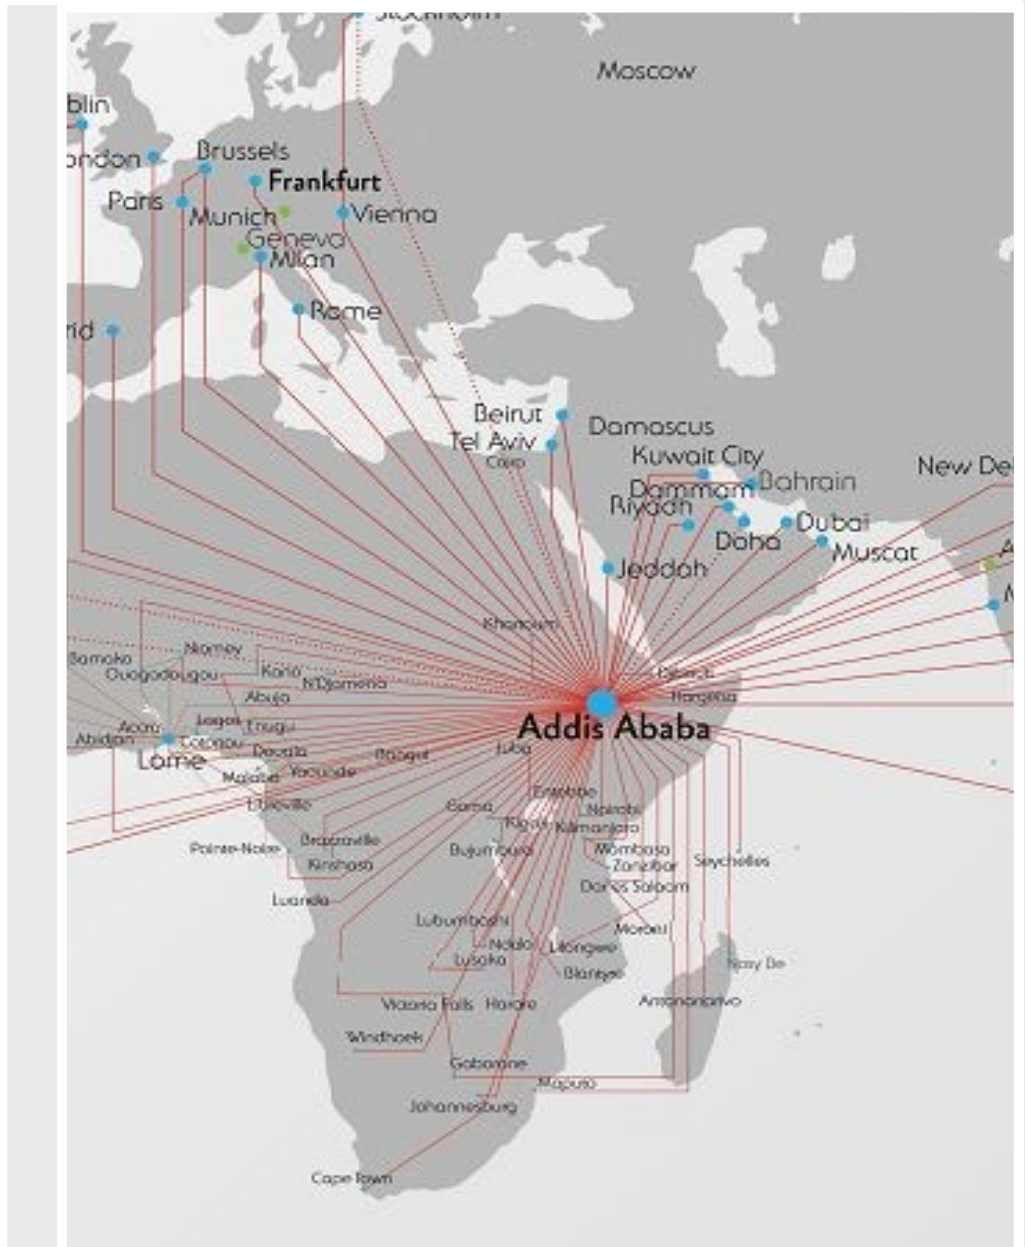 Stockholm
Moscow
blin
ondon
Brussels
Frankfurt
Paris
Munich
Vienna
Geneva
Milan
Rome
rid
Beirut
Damascus
Tel Aviv
Cairo
Kuwait City
New De
Bahrain
Dammam
Riyadh
Dubai
Doha
Muscat
A
Jeddah
M
Khartoum
Niamey
Bamako
Ouagadougou
Kano
N'Djamena
Djibouti
Abuja
Hargeisa
Lagos
Accra
Enugu
Addis Ababa
Abidjan
Cotonou
Douala
Bangui
Juba
Lome
Malabo
Yaounde
Entebbe
Libreville
Goma
Nairobi
Kigali
Kilimanjaro
Brazzaville
Pointe-Noire
Bujumbura
Mombasa
Kinshasa
Zanzibar
Seychelles
Dar es Salaam
Luanda
Lubumbashi
Moroni
Ndola
Lilongwe
Lusaka
Nosy Be
Blantyre
Victoria Falls
Harare
Antananarivo
Windhoek
Gaborone
Maputo
Johannesburg
Cape Town